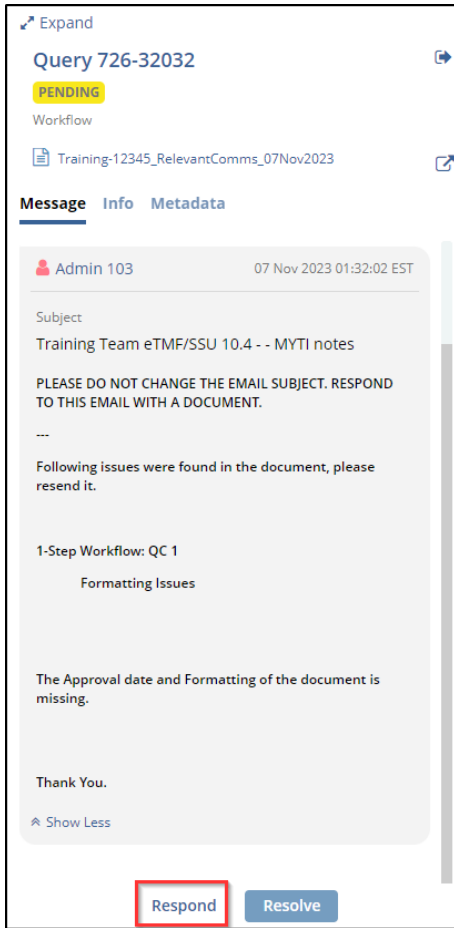 Expand
Query 726-32032
PENDING
Workflow
Training-12345_RelevantComms_07Nov2023
Message Info Metadata
Admin 103 07 Nov 2023 01:32:02 EST
Subject
Training Team eTMF/SSU 10.4 - - MYTI notes
PLEASE DO NOT CHANGE THE EMAIL SUBJECT. RESPOND
TO THIS EMAIL WITH A DOCUMENT.
---
Following issues were found in the document, please
resend it.
1-Step Workflow: QC 1
Formatting Issues
The Approval date and Formatting of the document is
missing.
Thank You.
Show Less
Respond Resolve